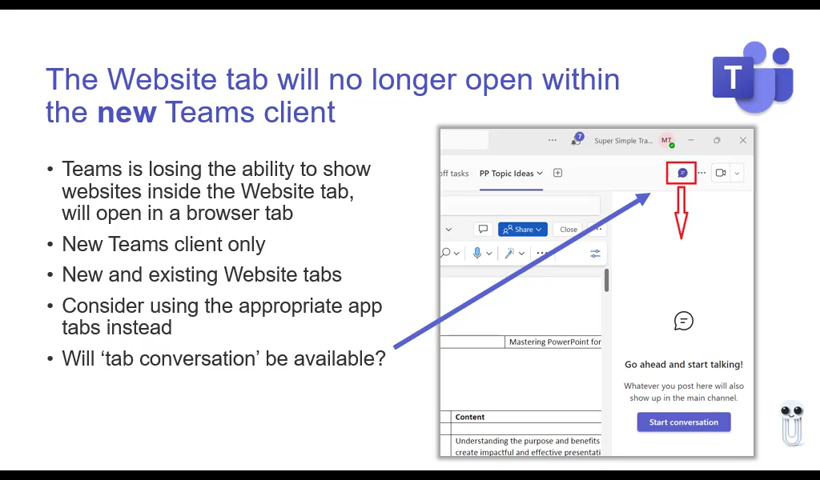 The Website tab will no longer open within
the new Teams client
T
• Teams is losing the ability to show
websites inside the Website tab,
will open in a browser tab
• New Teams client only
• New and existing Website tabs
• Consider using the appropriate app
tabs instead
• Will ‘tab conversation’ be available?
7
Super Simple Tra...
MT
off tasks
PP Topic Ideas
Share
Close
Mastering PowerPoint for
Go ahead and start talking!
Whatever you post here will also
show up in the main channel.
Start conversation
Content
Understanding the purpose and benefits
create impactful and effective presentati